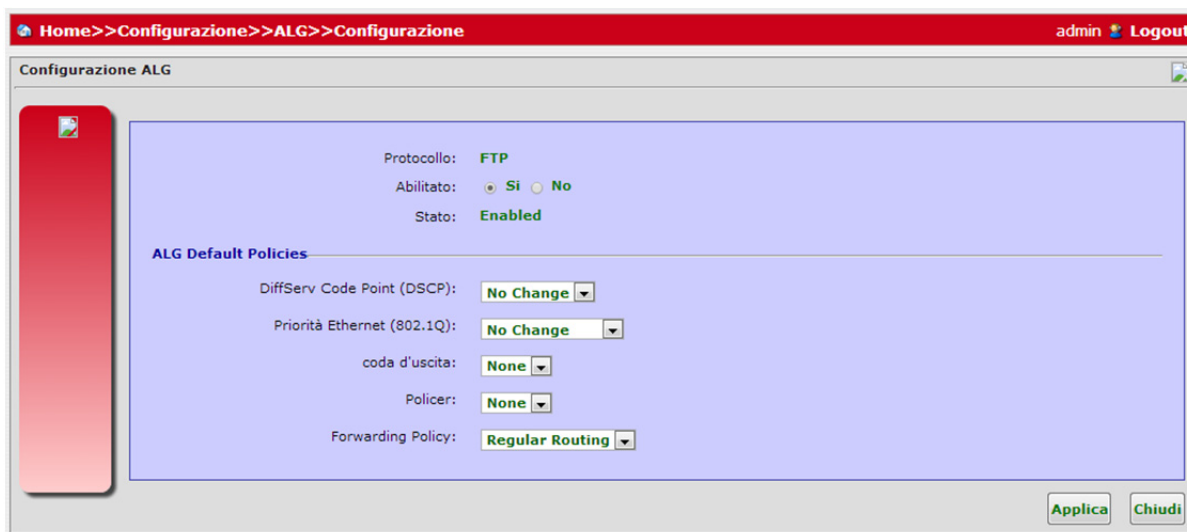 Home>>Configurazione>>ALG>>Configurazione admin Logout
Configurazione ALG
Protocollo: FTP
Abilitato: Si No
Stato: Enabled
ALG Default Policies
DiffServ Code Point (DSCP): No Change
Priorità Ethernet (802.1Q): No Change
coda d'uscita: None
Policer: None
Forwarding Policy: Regular Routing
Applica Chiudi